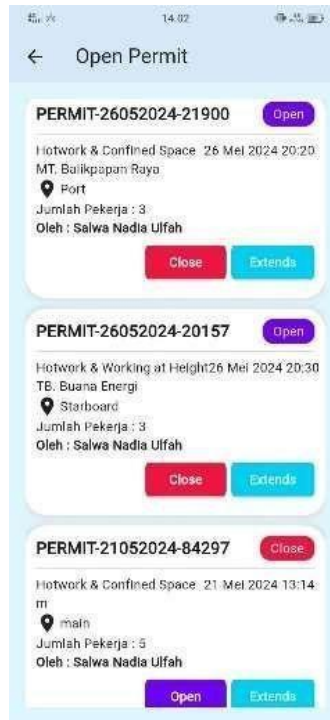 14.02
Open Permit
PERMIT-26052024-21900 Open
Hotwork & Confined Space 26 Mei 2024 20:20
MT. Balikpapan Raya
Port
Jumlah Pekerja : 3
Oleh : Salwa Nadia Ulfah
Close Extends
PERMIT-26052024-20157 Open
Hotwork & Working at Height26 Mei 2024 20:30
TB. Buana Energi
Starboard
Jumlah Pekerja : 3
Oleh : Salwa Nadia Ulfah
Close Extends
PERMIT-21052024-84297 Close
Hotwork & Confined Space 21 Mei 2024 13:14
m
main
Jumlah Pekerja : 5
Oleh : Salwa Nadia Ulfah
Open Extends